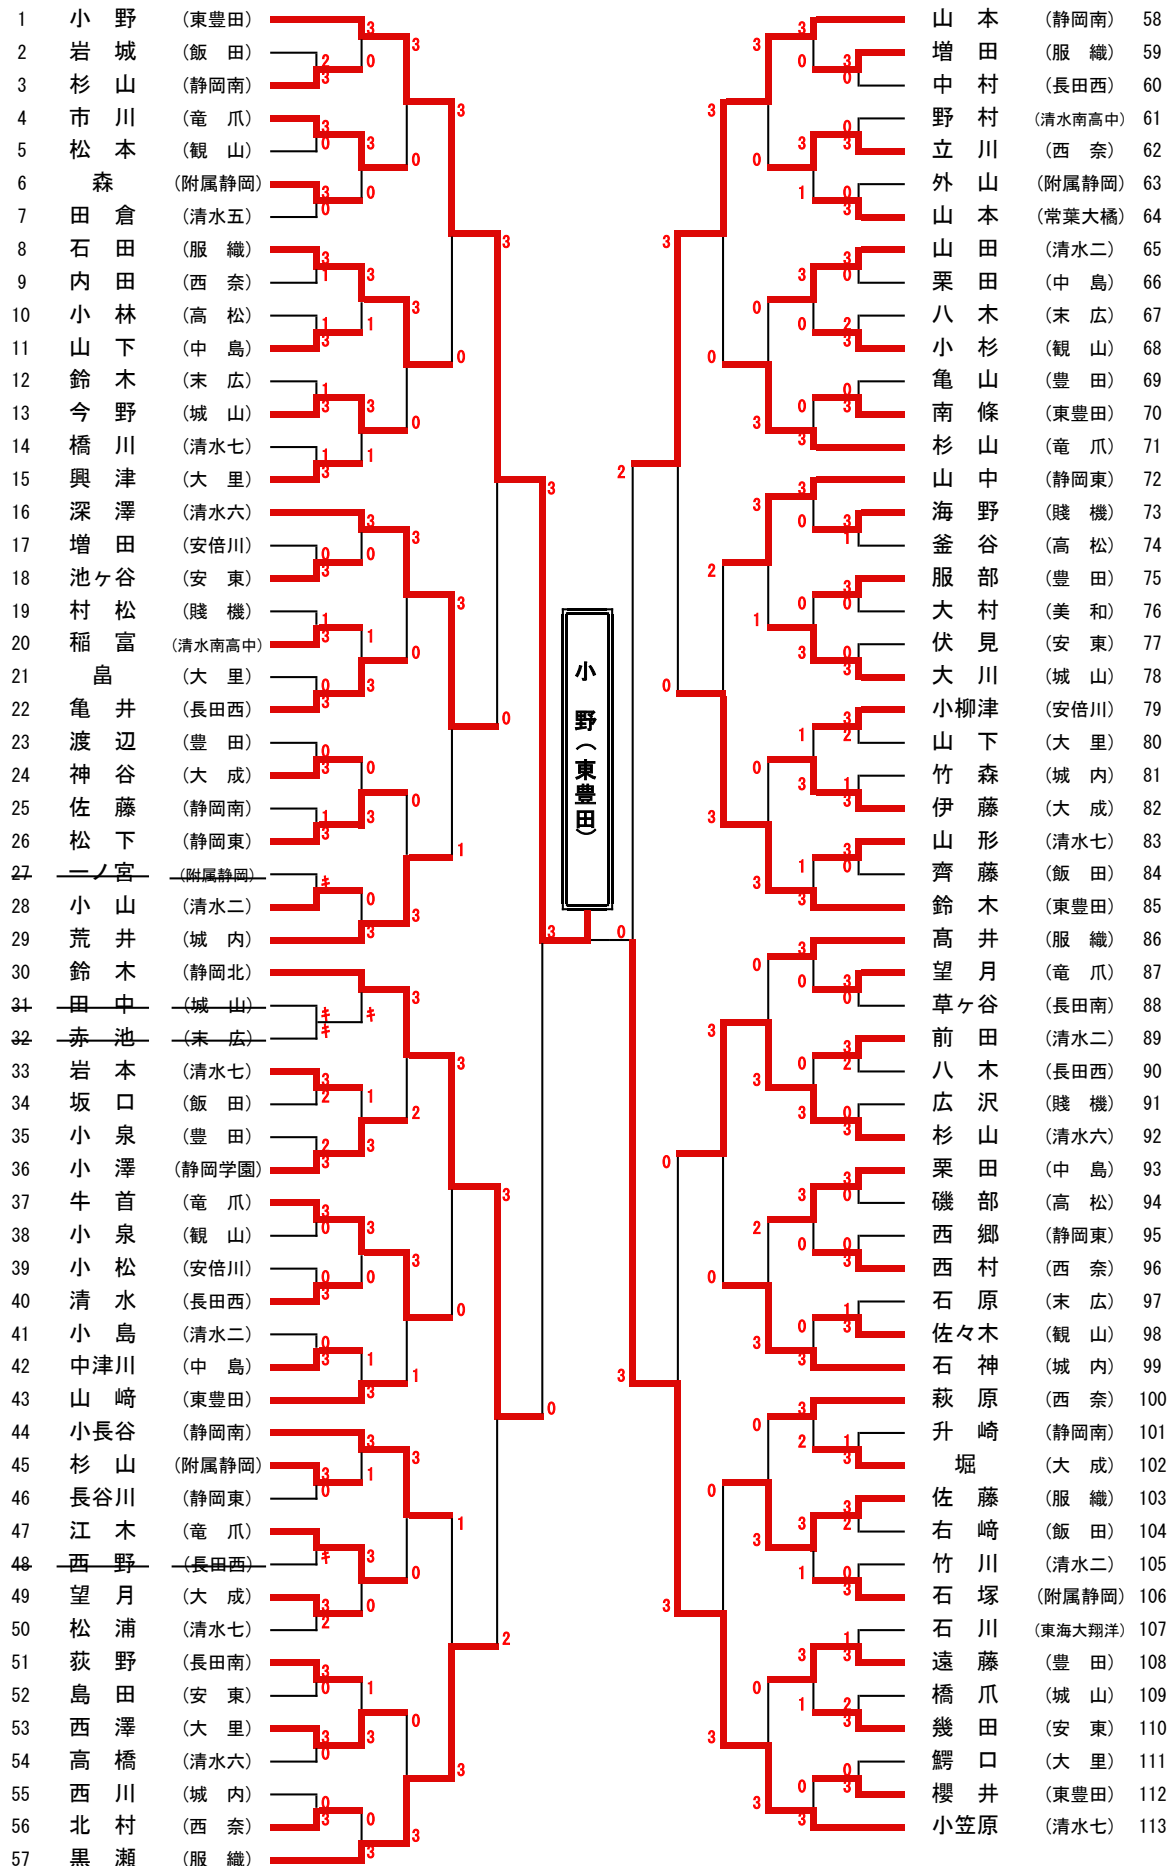 1 小野 (東豊田)
2 岩城 (飯田)
3 杉山 (静岡南)
4 市川 (竜爪)
5 松本 (観山)
6 森 (附属静岡)
7 田倉 (清水五)
8 石田 (服織)
9 内田 (西奈)
10 小林 (高松)
11 山下 (中島)
12 鈴木 (末広)
13 今野 (城山)
14 橋川 (清水七)
15 興津 (大里)
16 深澤 (清水六)
17 増田 (安倍川)
18 池ヶ谷 (安東)
19 村松 (賤機)
20 稲富 (清水南高中)
21 畠 (大里)
22 亀井 (長田西)
23 渡辺 (豊田)
24 神谷 (大成)
25 佐藤 (静岡南)
26 松下 (静岡東)
27 一ノ宮 (附属静岡)
28 小山 (清水二)
29 荒井 (城内)
30 鈴木 (静岡北)
31 田中 (城山)
32 赤池 (末広)
33 岩本 (清水七)
34 坂口 (飯田)
35 小泉 (豊田)
36 小澤 (静岡学園)
37 牛首 (竜爪)
38 小泉 (観山)
39 小松 (安倍川)
40 清水 (長田西)
41 小島 (清水二)
42 中津川 (中島)
43 山﨑 (東豊田)
44 小長谷 (静岡南)
45 杉山 (附属静岡)
46 長谷川 (静岡東)
47 江木 (竜爪)
48 西野 (長田西)
49 望月 (大成)
50 松浦 (清水七)
51 荻野 (長田南)
52 島田 (安東)
53 西澤 (大里)
54 高橋 (清水六)
55 西川 (城内)
56 北村 (西奈)
57 黒瀬 (服織)
小野(東豊田)
山本 (静岡南) 58
増田 (服織) 59
中村 (長田西) 60
野村 (清水南高中) 61
立川 (西奈) 62
外山 (附属静岡) 63
山本 (常葉大橘) 64
山田 (清水二) 65
栗田 (中島) 66
八木 (末広) 67
小杉 (観山) 68
亀山 (豊田) 69
南條 (東豊田) 70
杉山 (竜爪) 71
山中 (静岡東) 72
海野 (賤機) 73
釜谷 (高松) 74
服部 (豊田) 75
大村 (美和) 76
伏見 (安東) 77
大川 (城山) 78
小柳津 (安倍川) 79
山下 (大里) 80
竹森 (城内) 81
伊藤 (大成) 82
山形 (清水七) 83
齊藤 (飯田) 84
鈴木 (東豊田) 85
髙井 (服織) 86
望月 (竜爪) 87
草ヶ谷 (長田南) 88
前田 (清水二) 89
八木 (長田西) 90
広沢 (賤機) 91
杉山 (清水六) 92
栗田 (中島) 93
磯部 (高松) 94
西郷 (静岡東) 95
西村 (西奈) 96
石原 (末広) 97
佐々木 (観山) 98
石神 (城内) 99
萩原 (西奈) 100
升崎 (静岡南) 101
堀 (大成) 102
佐藤 (服織) 103
右﨑 (飯田) 104
竹川 (清水二) 105
石塚 (附属静岡) 106
石川 (東海大翔洋) 107
遠藤 (豊田) 108
橋爪 (城山) 109
幾田 (安東) 110
鰐口 (大里) 111
櫻井 (東豊田) 112
小笠原 (清水七) 113